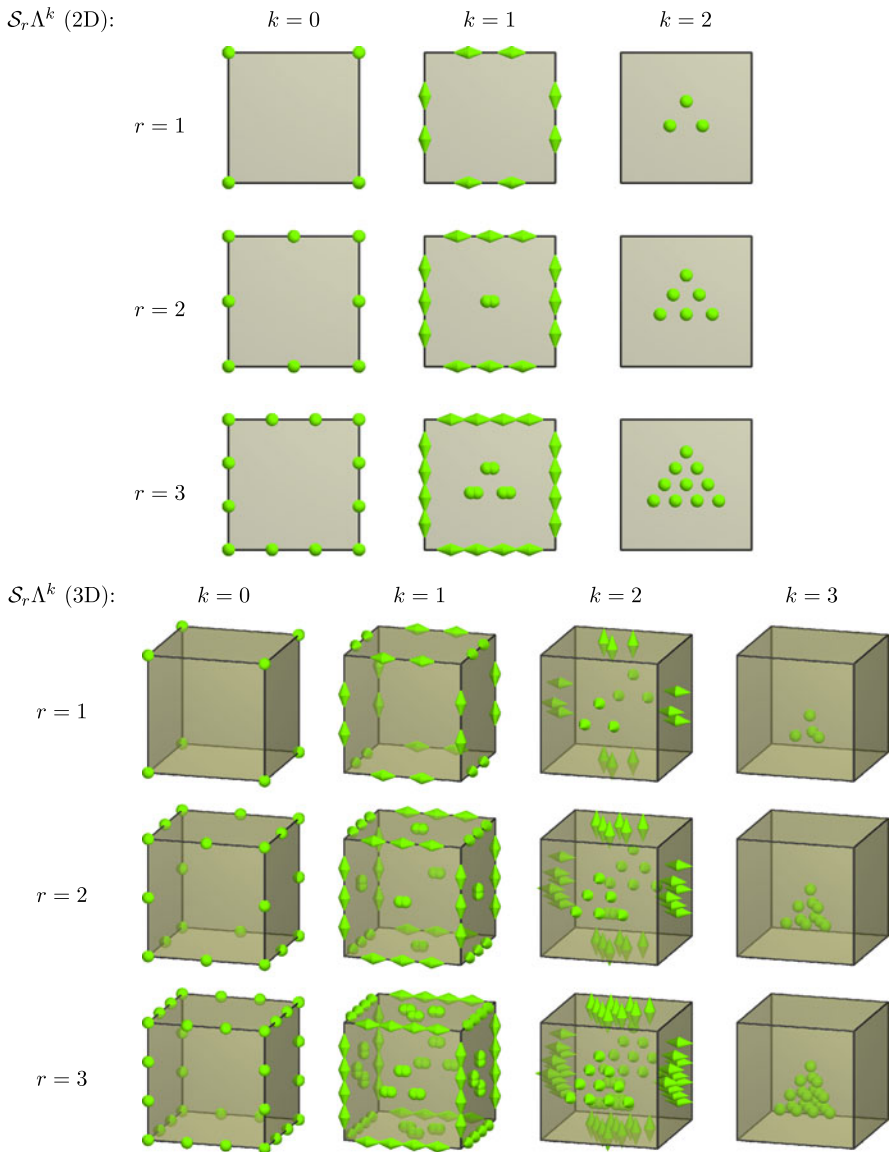 𝒮ᵣΛᵏ (2D): k = 0 k = 1 k = 2
r = 1
r = 2
r = 3
𝒮ᵣΛᵏ (3D): k = 0 k = 1 k = 2 k = 3
r = 1
r = 2
r = 3